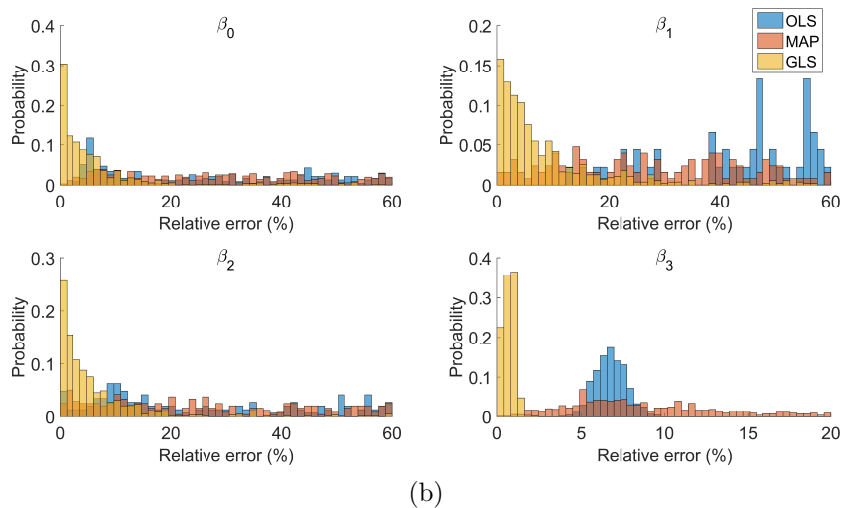 β0
0.4
0.3
0.2
0.1
0
Probability
0 20 40 60
Relative error (%)
β1
OLS
MAP
GLS
0.2
0.15
0.1
0.05
0
Probability
0 20 40 60
Relative error (%)
β2
0.3
0.2
0.1
0
Probability
0 20 40 60
Relative error (%)
β3
0.4
0.3
0.2
0.1
0
Probability
0 5 10 15 20
Relative error (%)
(b)